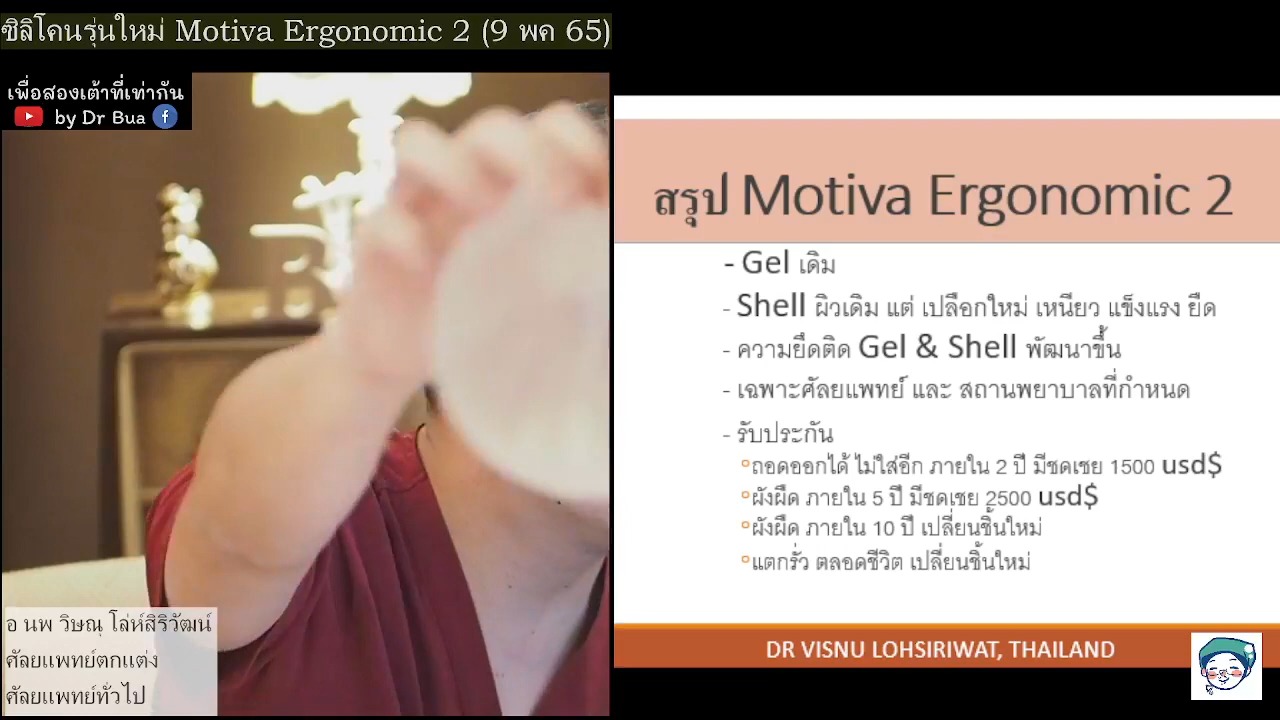 ซิลิโคนรุ่นใหม่ Motiva Ergonomic 2 (9 พค 65)
เพื่อสองเต้าที่เท่ากัน
by Dr Bua
อ นพ วิษณุ โล่ห์สิริวัฒน์
ศัลยแพทย์ตกแต่ง
ศัลยแพทย์ทั่วไป
สรุป Motiva Ergonomic 2
- Gel เดิม
- Shell ผิวเดิม แต่ เปลือกใหม่ เหนียว แข็งแรง ยืด
- ความยึดติด Gel & Shell พัฒนาขึ้น
- เฉพาะศัลยแพทย์ และ สถานพยาบาลที่กำหนด
- รับประกัน
ถอดออกได้ ไม่ใส่อีก ภายใน 2 ปี มีชดเชย 1500 usd$
ผังผืด ภายใน 5 ปี มีชดเชย 2500 usd$
ผังผืด ภายใน 10 ปี เปลี่ยนชิ้นใหม่
แตกรั่ว ตลอดชีวิต เปลี่ยนชิ้นใหม่
DR VISNU LOHSIRIWAT, THAILAND